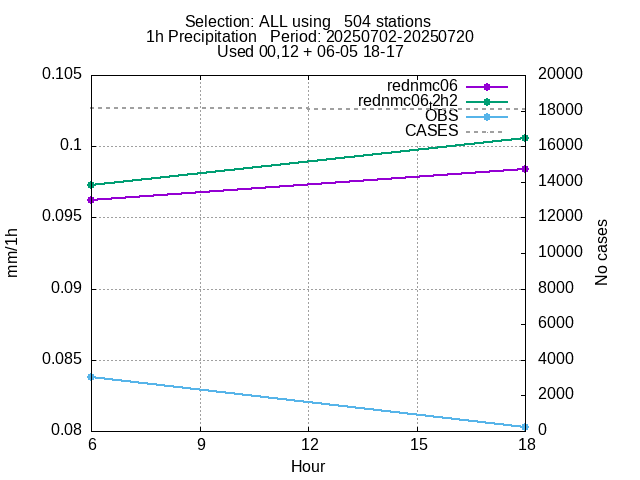 Selection: ALL using   504 stations
1h Precipitation   Period: 20250702-20250720
Used 00,12 + 06-05 18-17
0.105
0.1
0.095
0.09
0.085
0.08
20000
18000
16000
14000
12000
10000
8000
6000
4000
2000
0
rednmc06
rednmc06,2h2
OBS
CASES
mm/1h
No cases
6 9 12 15 18
Hour